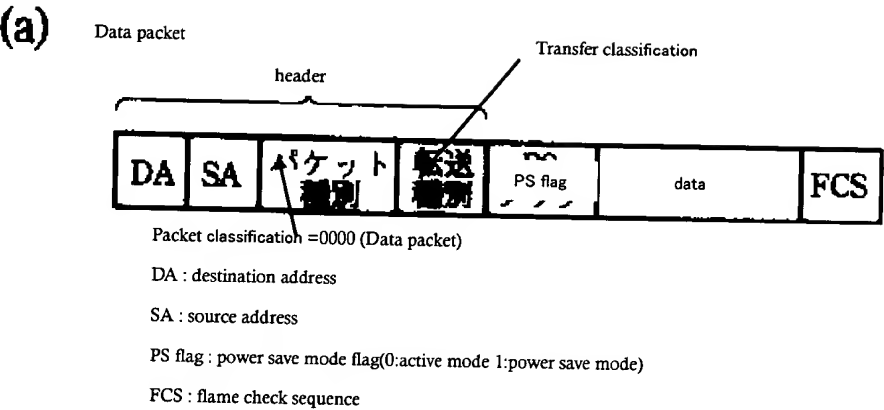 (a)
Data packet
Transfer classification
header
DA SA パケット 転送 PS flag data FCS
種別 種別
Packet classification =0000 (Data packet)
DA : destination address
SA : source address
PS flag : power save mode flag(0:active mode 1:power save mode)
FCS : flame check sequence